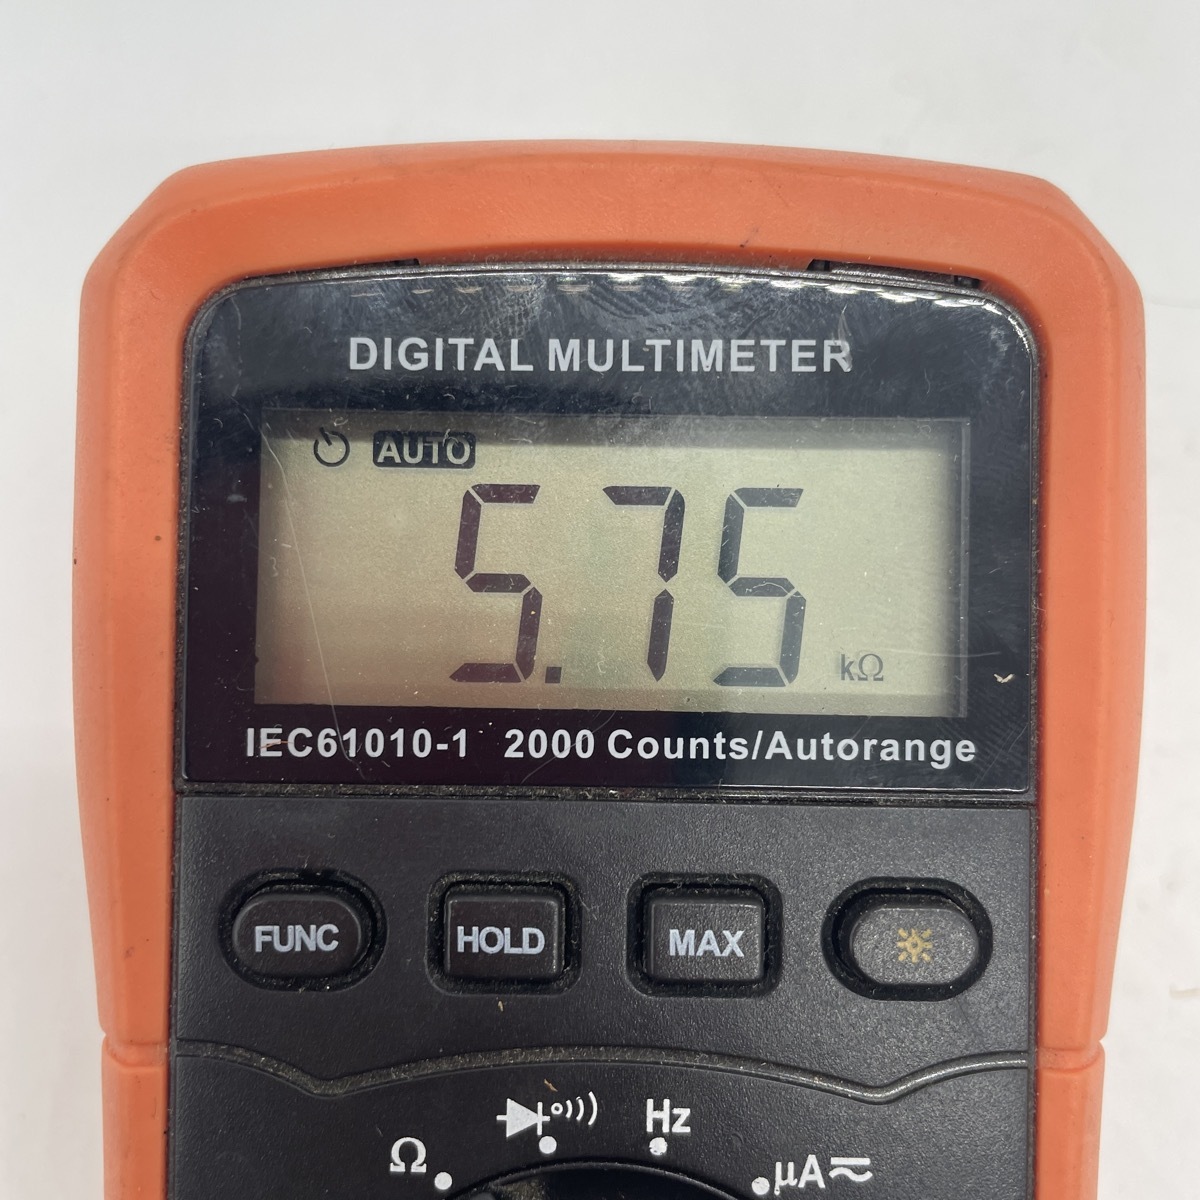 DIGITAL MULTIMETER
AUTO
5.75 kΩ
IEC61010-1 2000 Counts/Autorange
FUNC HOLD MAX
Hz
Ω μA